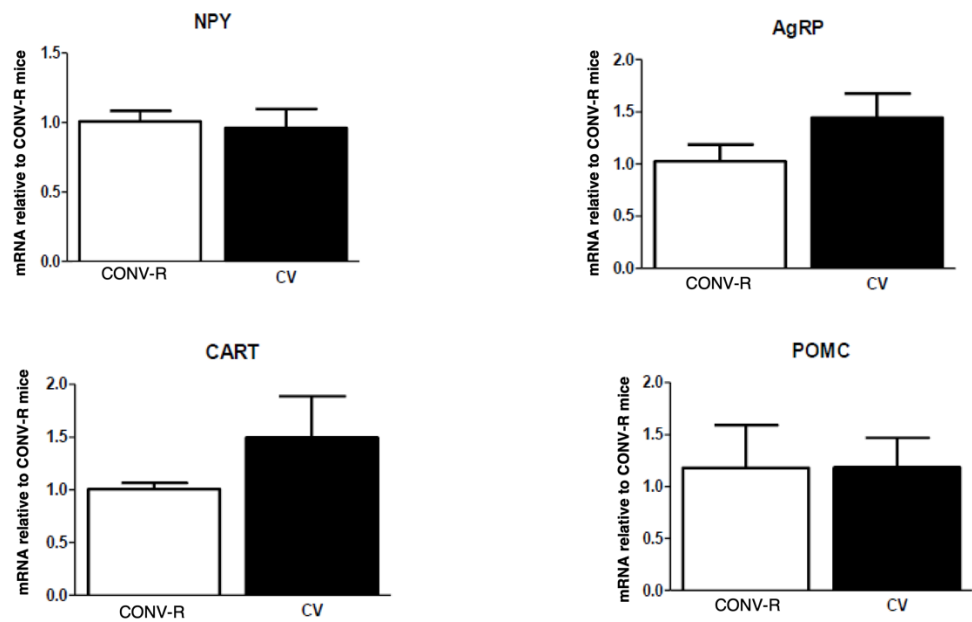 NPY
mRNA relative to CONV-R mice
1.5
1.0
0.5
0.0
CONV-R
CV
AgRP
mRNA relative to CONV-R mice
2.0
1.5
1.0
0.5
0.0
CONV-R
CV
CART
mRNA relative to CONV-R mice
2.0
1.5
1.0
0.5
0.0
CONV-R
CV
POMC
mRNA relative to CONV-R mice
2.0
1.5
1.0
0.5
0.0
CONV-R
CV